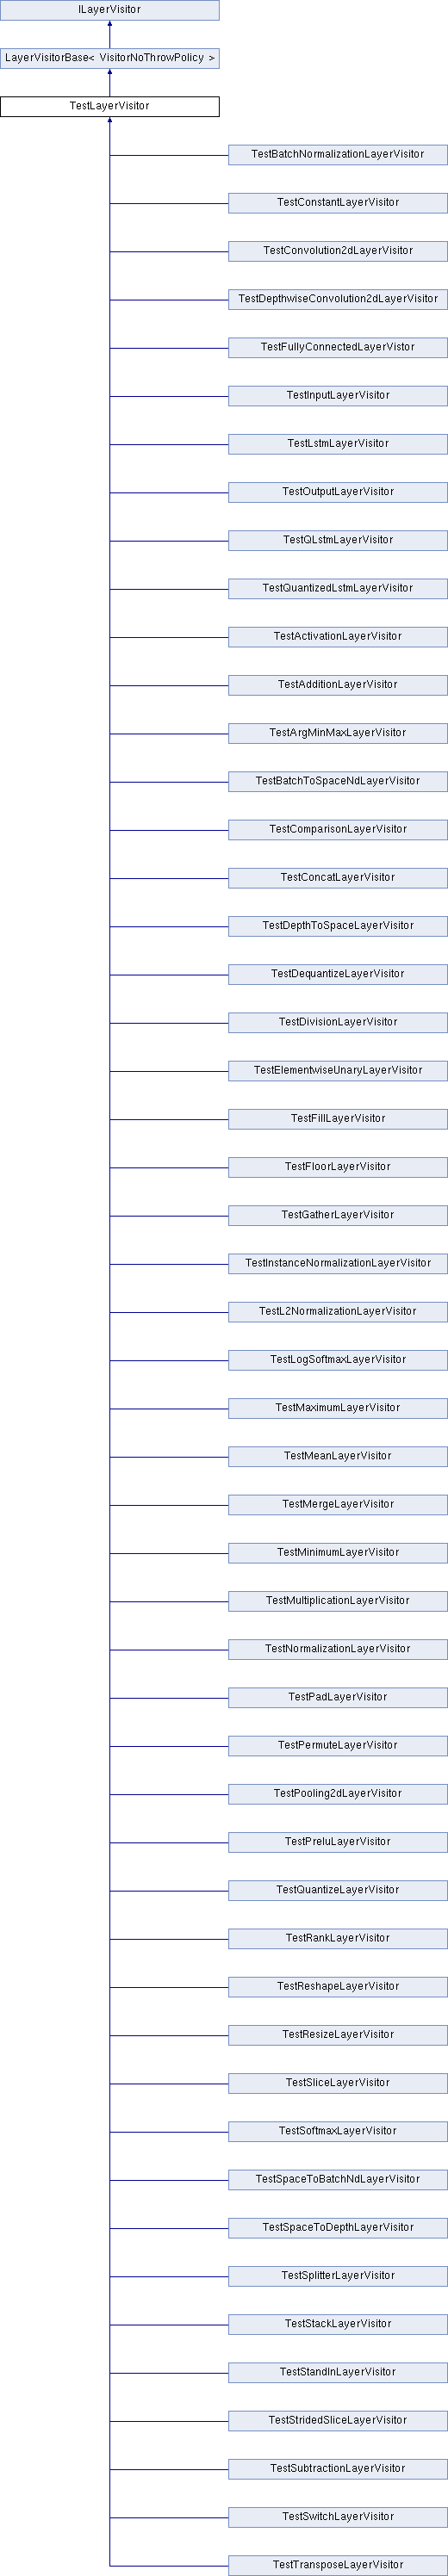 ILayerVisitor
LayerVisitorBase< VisitorNoThrowPolicy >
TestLayerVisitor
TestBatchNormalizationLayerVisitor
TestConstantLayerVisitor
TestConvolution2dLayerVisitor
TestDepthwiseConvolution2dLayerVisitor
TestFullyConnectedLayerVistor
TestInputLayerVisitor
TestLstmLayerVisitor
TestOutputLayerVisitor
TestQLstmLayerVisitor
TestQuantizedLstmLayerVisitor
TestActivationLayerVisitor
TestAdditionLayerVisitor
TestArgMinMaxLayerVisitor
TestBatchToSpaceNdLayerVisitor
TestComparisonLayerVisitor
TestConcatLayerVisitor
TestDepthToSpaceLayerVisitor
TestDequantizeLayerVisitor
TestDivisionLayerVisitor
TestElementwiseUnaryLayerVisitor
TestFillLayerVisitor
TestFloorLayerVisitor
TestGatherLayerVisitor
TestInstanceNormalizationLayerVisitor
TestL2NormalizationLayerVisitor
TestLogSoftmaxLayerVisitor
TestMaximumLayerVisitor
TestMeanLayerVisitor
TestMergeLayerVisitor
TestMinimumLayerVisitor
TestMultiplicationLayerVisitor
TestNormalizationLayerVisitor
TestPadLayerVisitor
TestPermuteLayerVisitor
TestPooling2dLayerVisitor
TestPreluLayerVisitor
TestQuantizeLayerVisitor
TestRankLayerVisitor
TestReshapeLayerVisitor
TestResizeLayerVisitor
TestSliceLayerVisitor
TestSoftmaxLayerVisitor
TestSpaceToBatchNdLayerVisitor
TestSpaceToDepthLayerVisitor
TestSplitterLayerVisitor
TestStackLayerVisitor
TestStandInLayerVisitor
TestStridedSliceLayerVisitor
TestSubtractionLayerVisitor
TestSwitchLayerVisitor
TestTransposeLayerVisitor